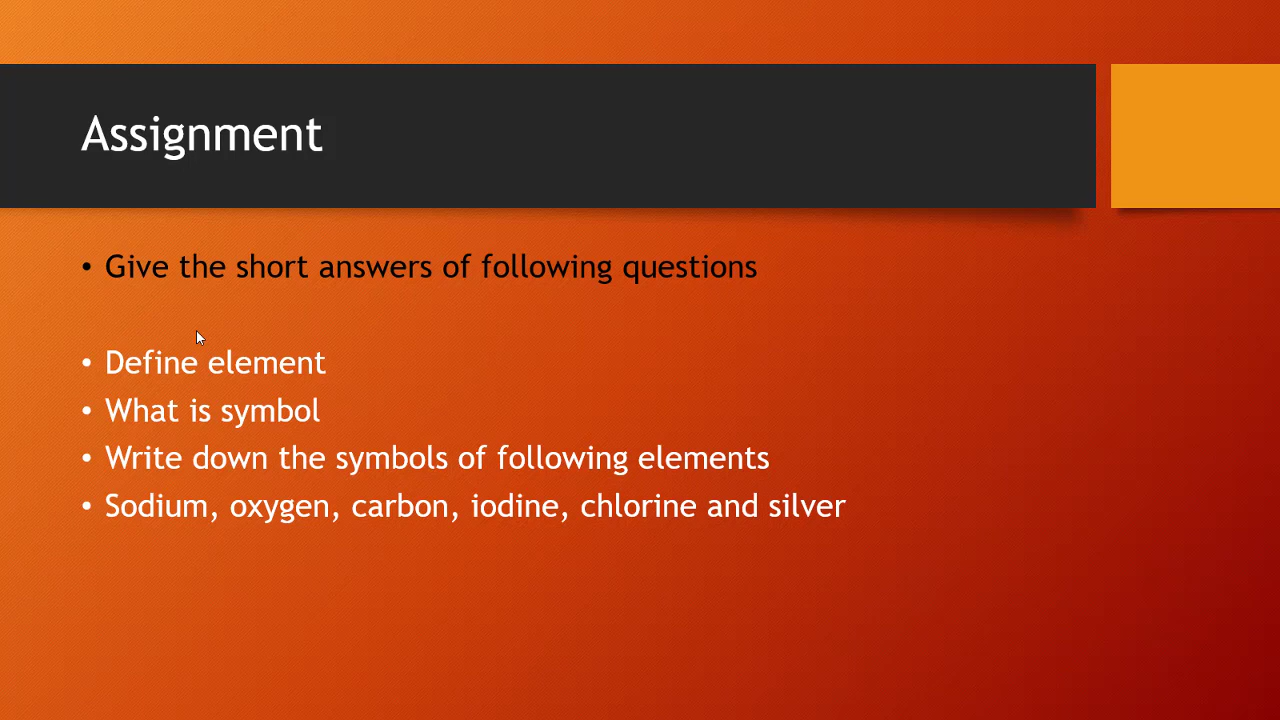 Assignment
• Give the short answers of following questions
• Define element
• What is symbol
• Write down the symbols of following elements
• Sodium, oxygen, carbon, iodine, chlorine and silver